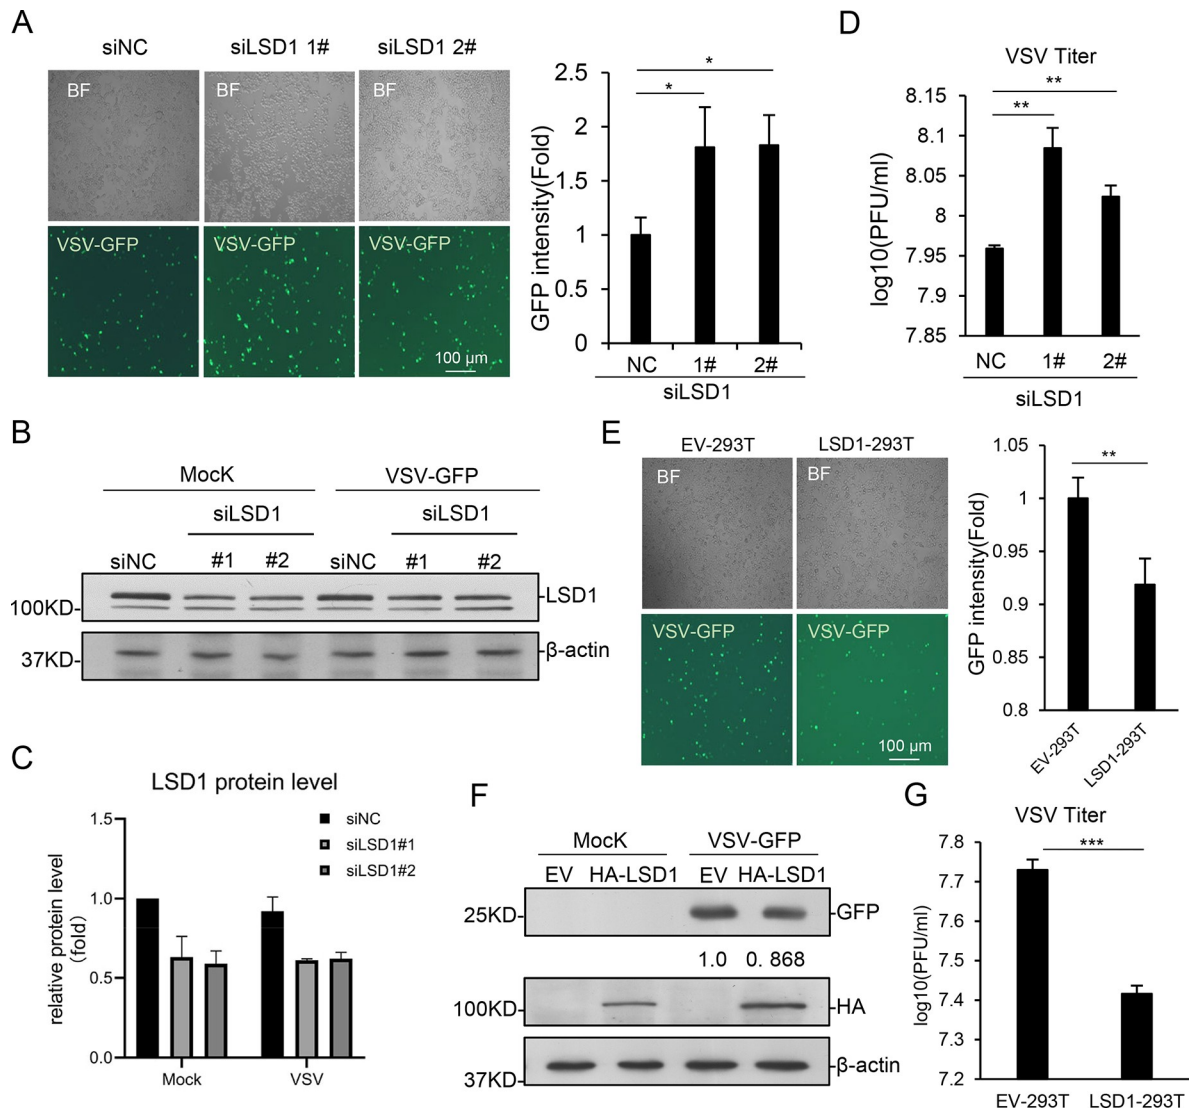 A
siNC
siLSD1 1#
siLSD1 2#
BF
BF
BF
VSV-GFP
VSV-GFP
VSV-GFP
100 μm
GFP intensity(Fold)
2.5
2
1.5
1
0.5
0
*
*
NC
1#
2#
siLSD1
D
VSV Titer
**
**
log10(PFU/ml)
8.15
8.1
8.05
8
7.95
7.9
7.85
NC
1#
2#
siLSD1
B
MocK
VSV-GFP
siLSD1
siLSD1
siNC
#1
#2
siNC
#1
#2
100KD-
-LSD1
37KD-
-β-actin
E
EV-293T
LSD1-293T
BF
BF
VSV-GFP
VSV-GFP
100 μm
GFP intensity(Fold)
1.05
1
0.95
0.9
0.85
0.8
**
EV-293T
LSD1-293T
C
LSD1 protein level
siNC
siLSD1#1
siLSD1#2
relative protein level
(fold)
1.5
1.0
0.5
0.0
Mock
VSV
F
MocK
VSV-GFP
EV
HA-LSD1
EV
HA-LSD1
25KD-
-GFP
1.0
0. 868
100KD-
-HA
37KD-
-β-actin
G
VSV Titer
***
log10(PFU/ml)
7.8
7.7
7.6
7.5
7.4
7.3
7.2
EV-293T
LSD1-293T